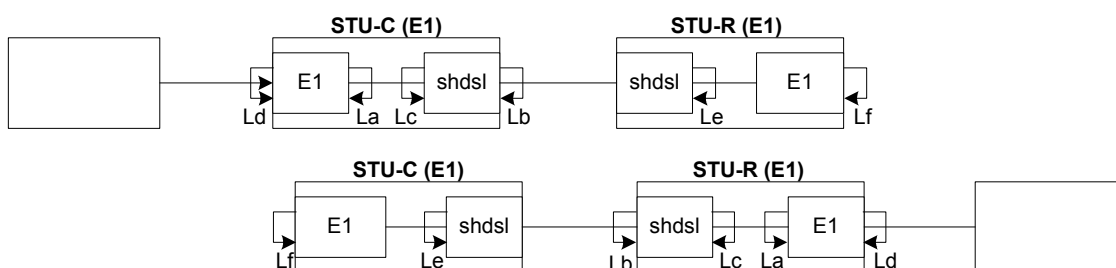 STU-C (E1) STU-R (E1)
E1 shdsl shdsl E1
Ld La Lc Lb Le Lf
STU-C (E1) STU-R (E1)
E1 shdsl shdsl E1
Lf Le Lb Lc La Ld